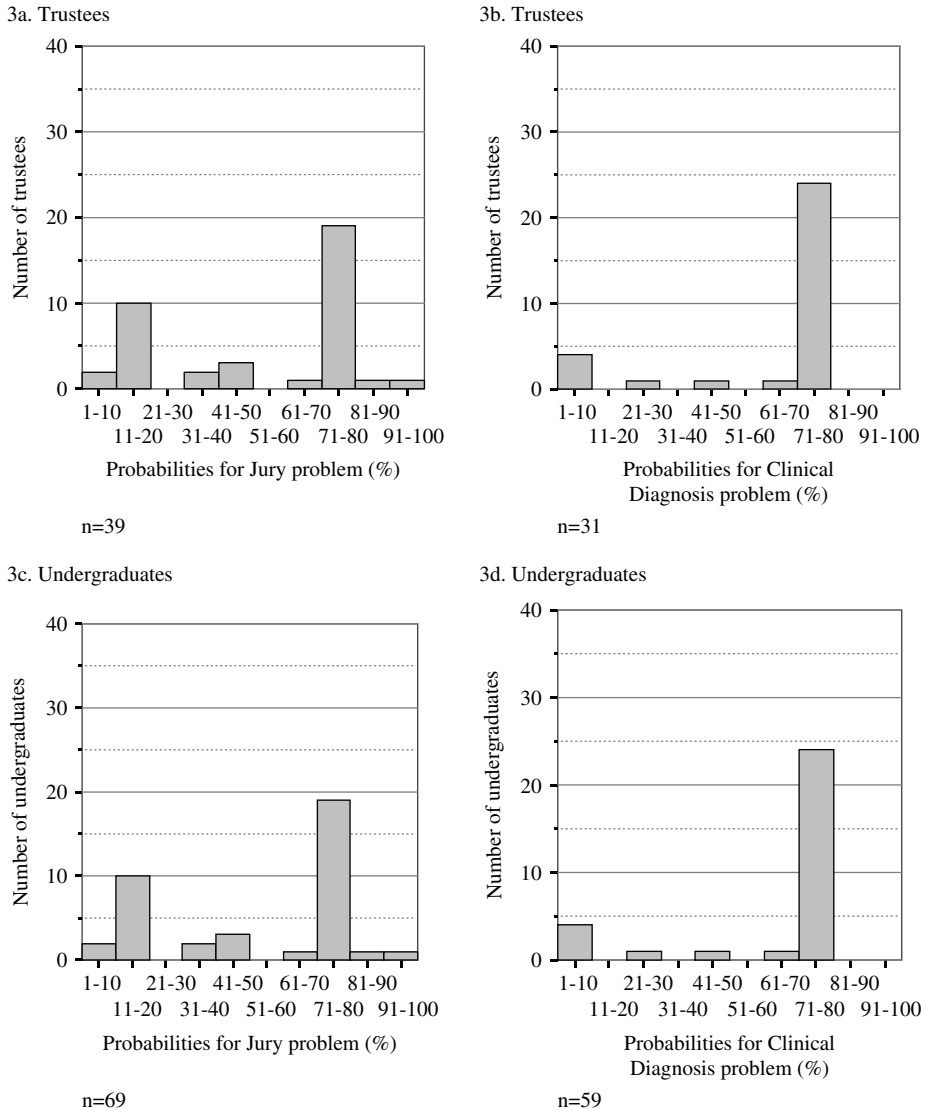 3a. Trustees
40
30
20
10
0
Number of trustees
1-10 21-30 41-50 61-70 81-90
11-20 31-40 51-60 71-80 91-100
Probabilities for Jury problem (%)
n=39
3b. Trustees
40
30
20
10
0
Number of trustees
1-10 21-30 41-50 61-70 81-90
11-20 31-40 51-60 71-80 91-100
Probabilities for Clinical
Diagnosis problem (%)
n=31
3c. Undergraduates
40
30
20
10
0
Number of undergraduates
1-10 21-30 41-50 61-70 81-90
11-20 31-40 51-60 71-80 91-100
Probabilities for Jury problem (%)
n=69
3d. Undergraduates
40
30
20
10
0
Number of undergraduates
1-10 21-30 41-50 61-70 81-90
11-20 31-40 51-60 71-80 91-100
Probabilities for Clinical
Diagnosis problem (%)
n=59